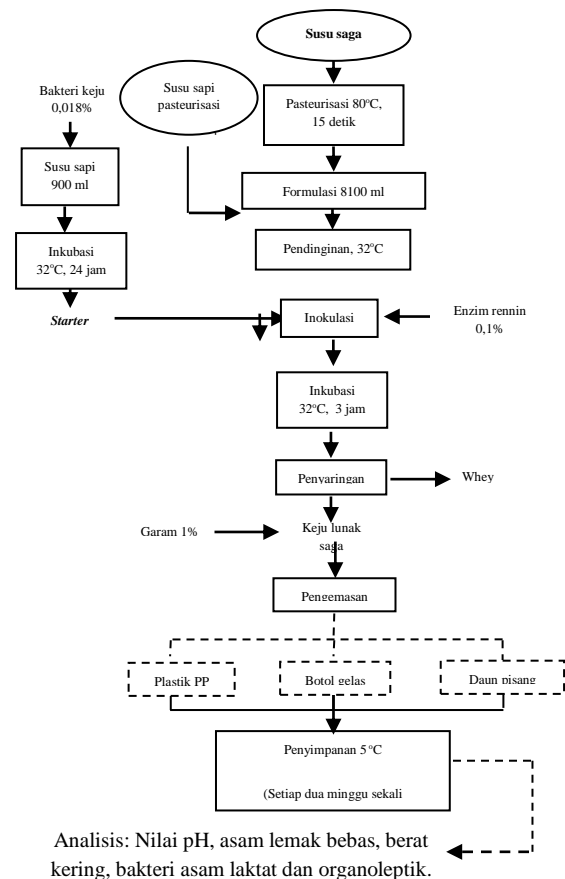 Susu saga
Bakteri keju
0,018%
Susu sapi
pasteurisasi
Pasteurisasi 80°C,
15 detik
Susu sapi
900 ml
Formulasi 8100 ml
Inkubasi
32°C, 24 jam
Pendinginan, 32°C
Starter
Inokulasi
Enzim rennin
0,1%
Inkubasi
32°C, 3 jam
Penyaringan
Whey
Garam 1%
Keju lunak
saga
Pengemasan
Plastik PP
Botol gelas
Daun pisang
Penyimpanan 5°C
(Setiap dua minggu sekali
Analisis: Nilai pH, asam lemak bebas, berat
kering, bakteri asam laktat dan organoleptik.